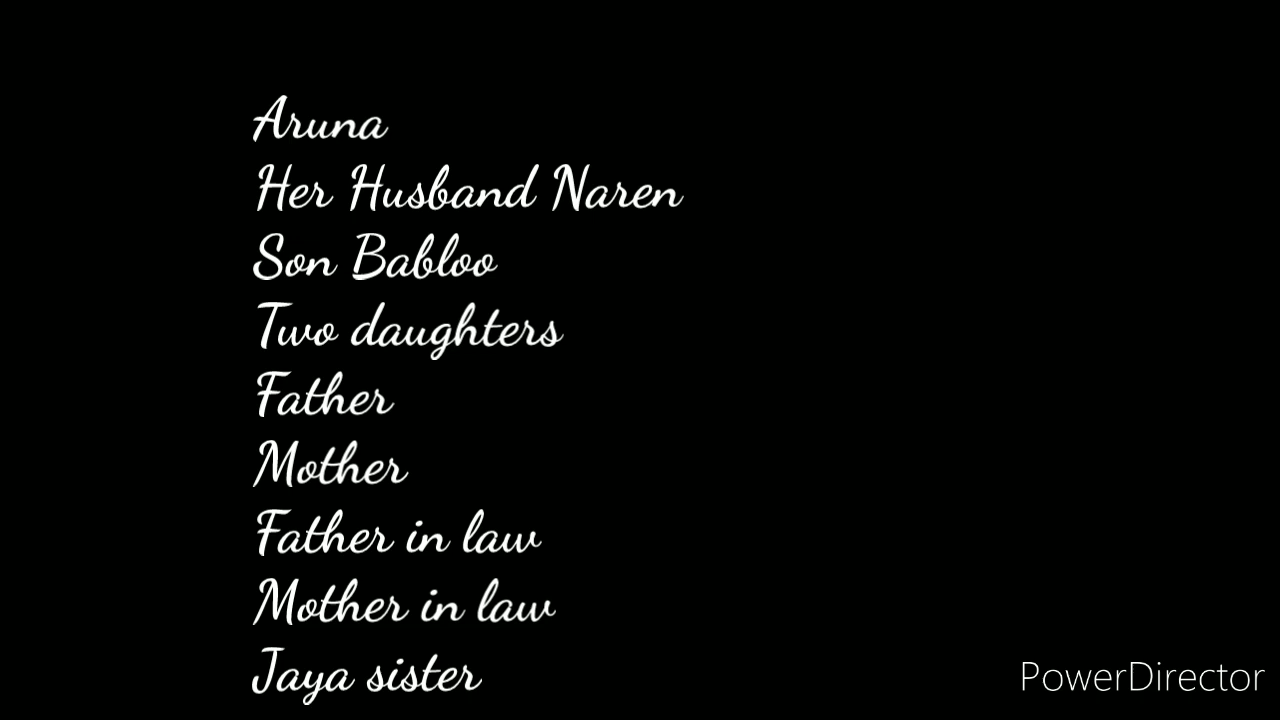 Aruna
Her Husband Naren
Son Babloo
Two daughters
Father
Mother
Father in law
Mother in law
Jaya sister
PowerDirector